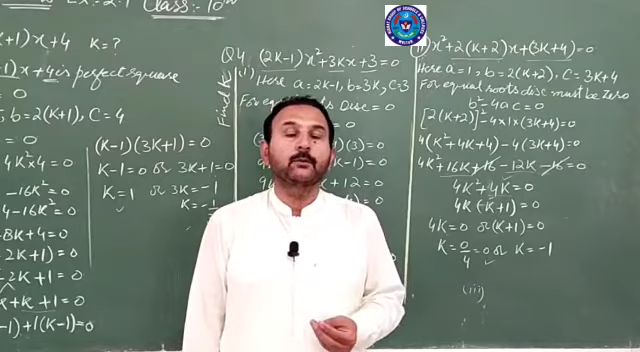 EX=2.1 Class:- 10th
+1)x+4 K=?
-1)x+4 is perfect square
= 0
b=2(K+1), C=4
= 0
4K²×4=0
-16K²=0
4-16K²=0
-8K+4=0
2K+1=0
-2K+1=0
+K+1=0
-1)+1(K-1)=0
(K-1)(3K+1)=0
K-1=0 or 3K+1=0
K=1 or 3K=-1
Find K
Q4 (2K-1)x²+3Kx+3=0
(i) Here a=2K-1, b=3K, C=3
For eq Disc=0
= 0
)(3)=0
K-1)=0
K+12=0
=0
(ii) x²+2(K+2)x+(3K+4)=0
Here a=1, b=2(K+2), C=3K+4
For equal roots disc must be Zero
b²-4ac=0
[2(K+2)]²-4×1×(3K+4)=0
4(K²+4K+4)-4(3K+4)=0
4K²+16K+16-12K-16=0
4K²+4K=0
4K(K+1)=0
4K=0 or (K+1)=0
K=0/4=0 or K=-1
(iii)